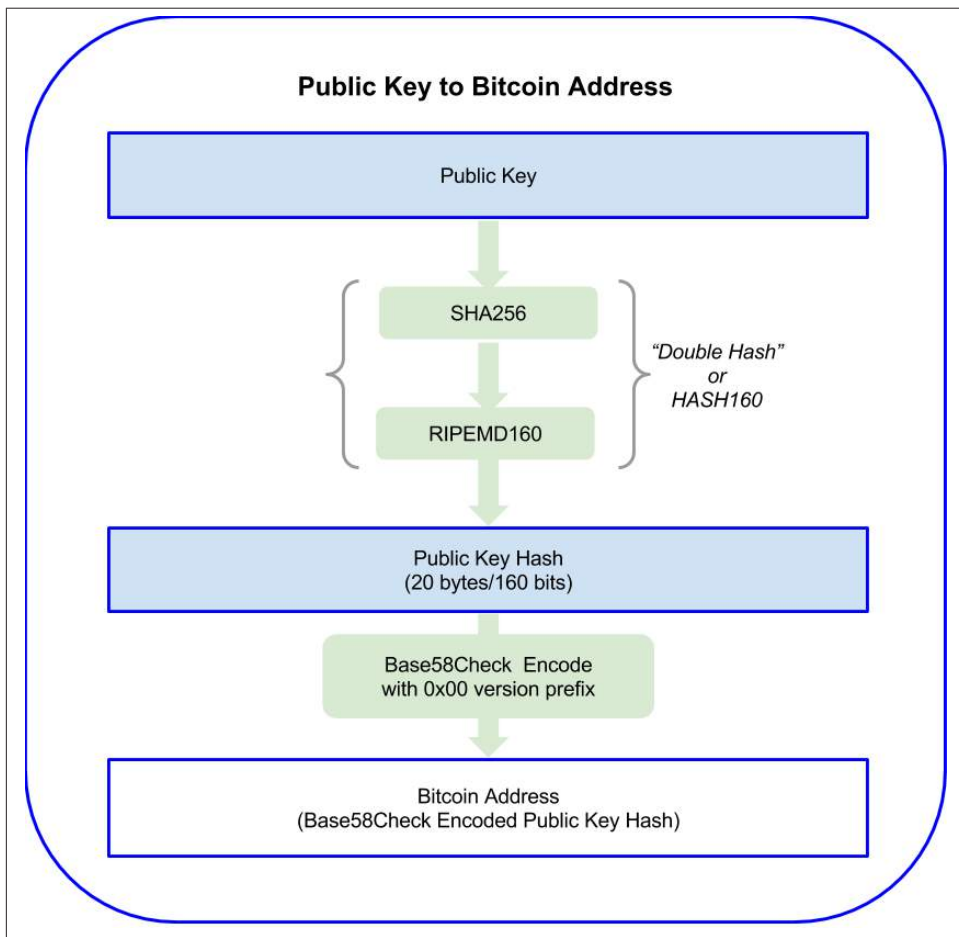 Public Key to Bitcoin Address
Public Key
SHA256
“Double Hash”
or
HASH160
RIPEMD160
Public Key Hash
(20 bytes/160 bits)
Base58Check Encode
with 0x00 version prefix
Bitcoin Address
(Base58Check Encoded Public Key Hash)